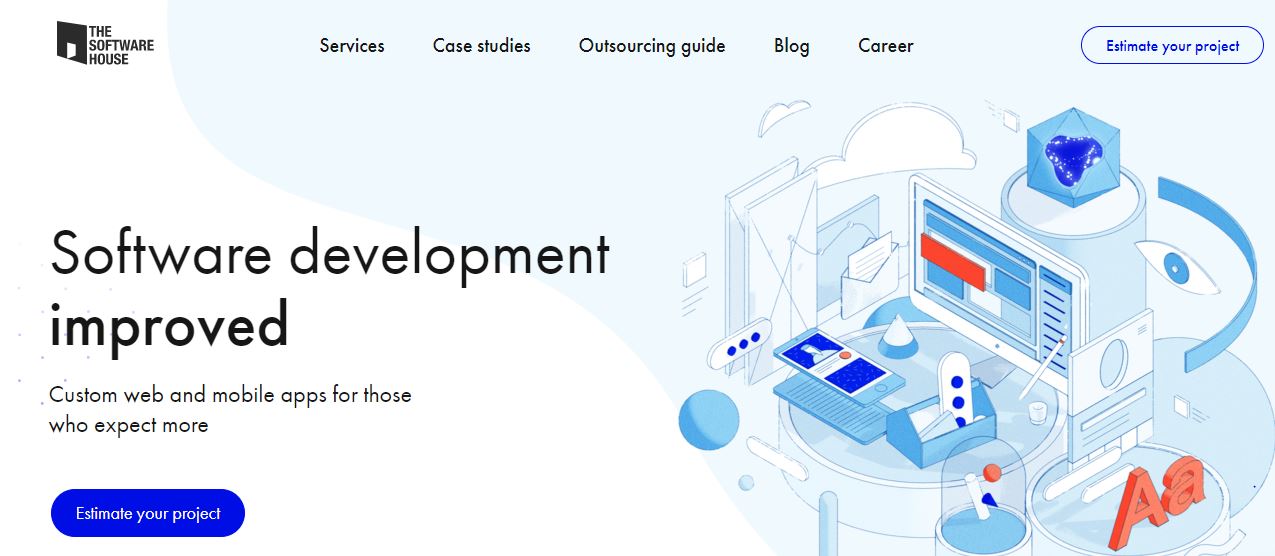 THE
SOFTWARE
HOUSE
Services
Case studies
Outsourcing guide
Blog
Career
Estimate your project
Software development
improved
Custom web and mobile apps for those
who expect more
Estimate your project
Aa